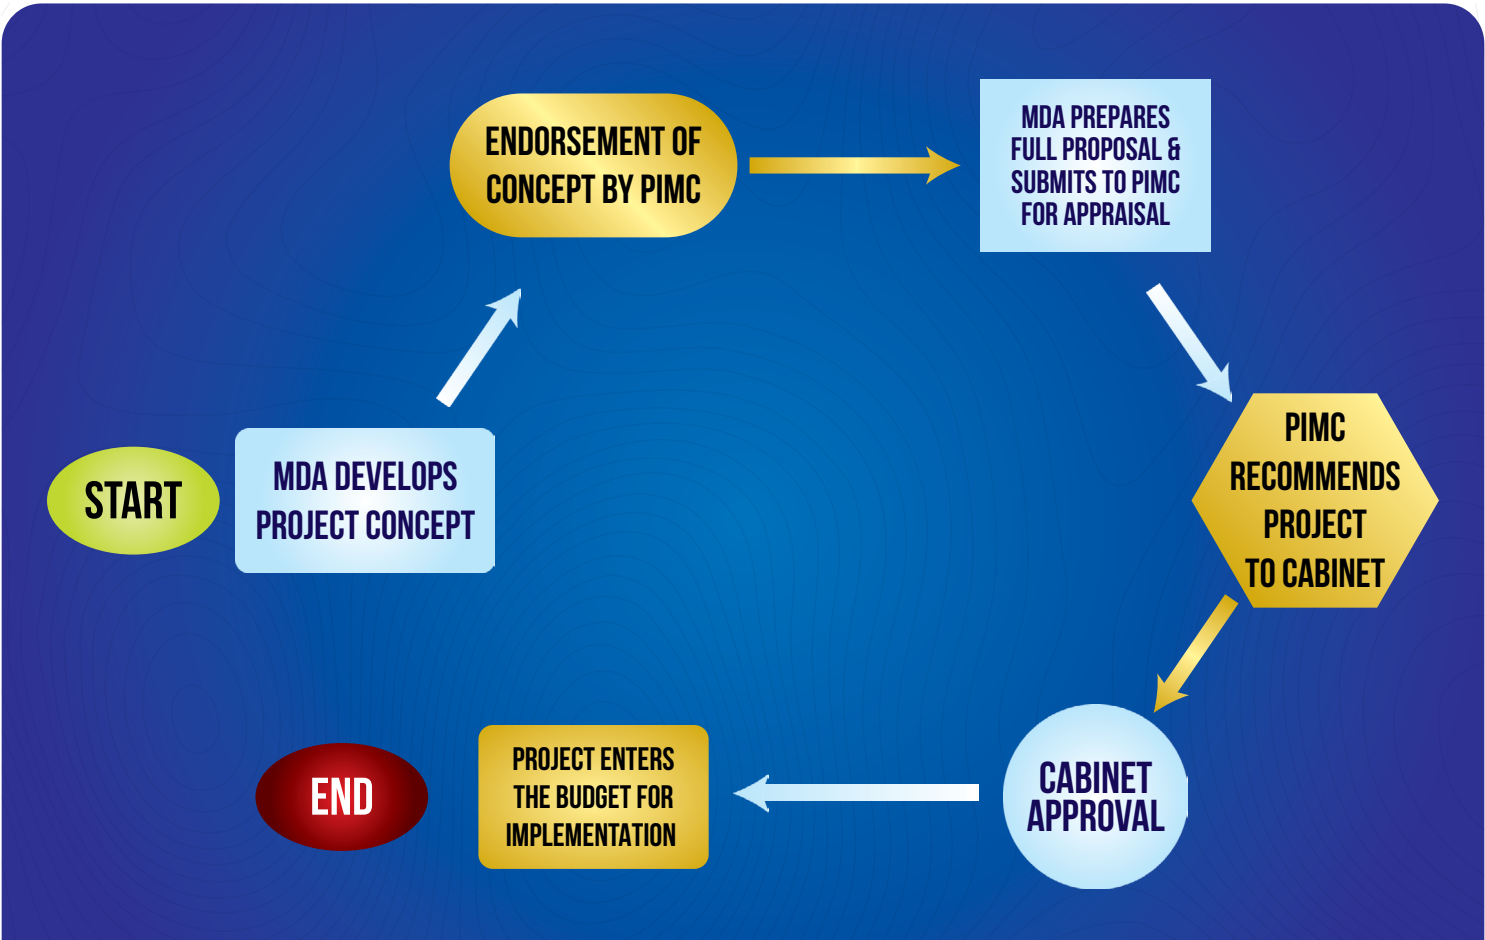 START
MDA DEVELOPS
PROJECT CONCEPT
ENDORSEMENT OF
CONCEPT BY PIMC
MDA PREPARES
FULL PROPOSAL &
SUBMITS TO PIMC
FOR APPRAISAL
PIMC
RECOMMENDS
PROJECT
TO CABINET
CABINET
APPROVAL
PROJECT ENTERS
THE BUDGET FOR
IMPLEMENTATION
END